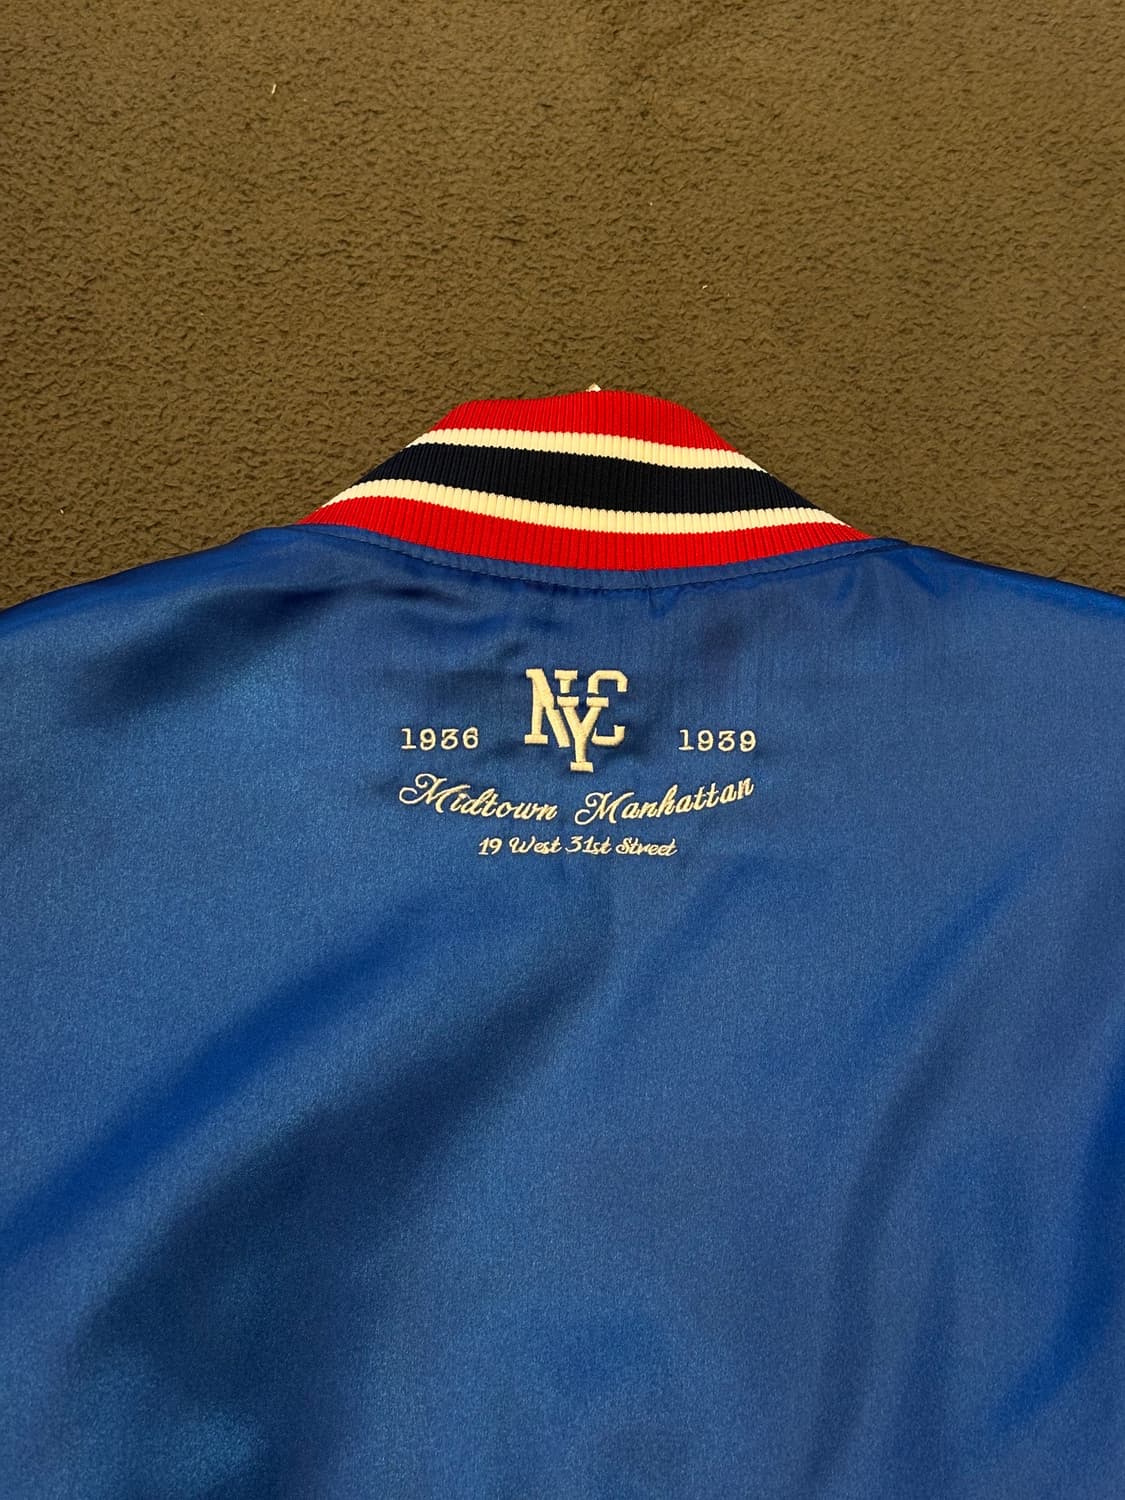 NYC
1936 1939
Midtown Manhattan
19 West 31st Street